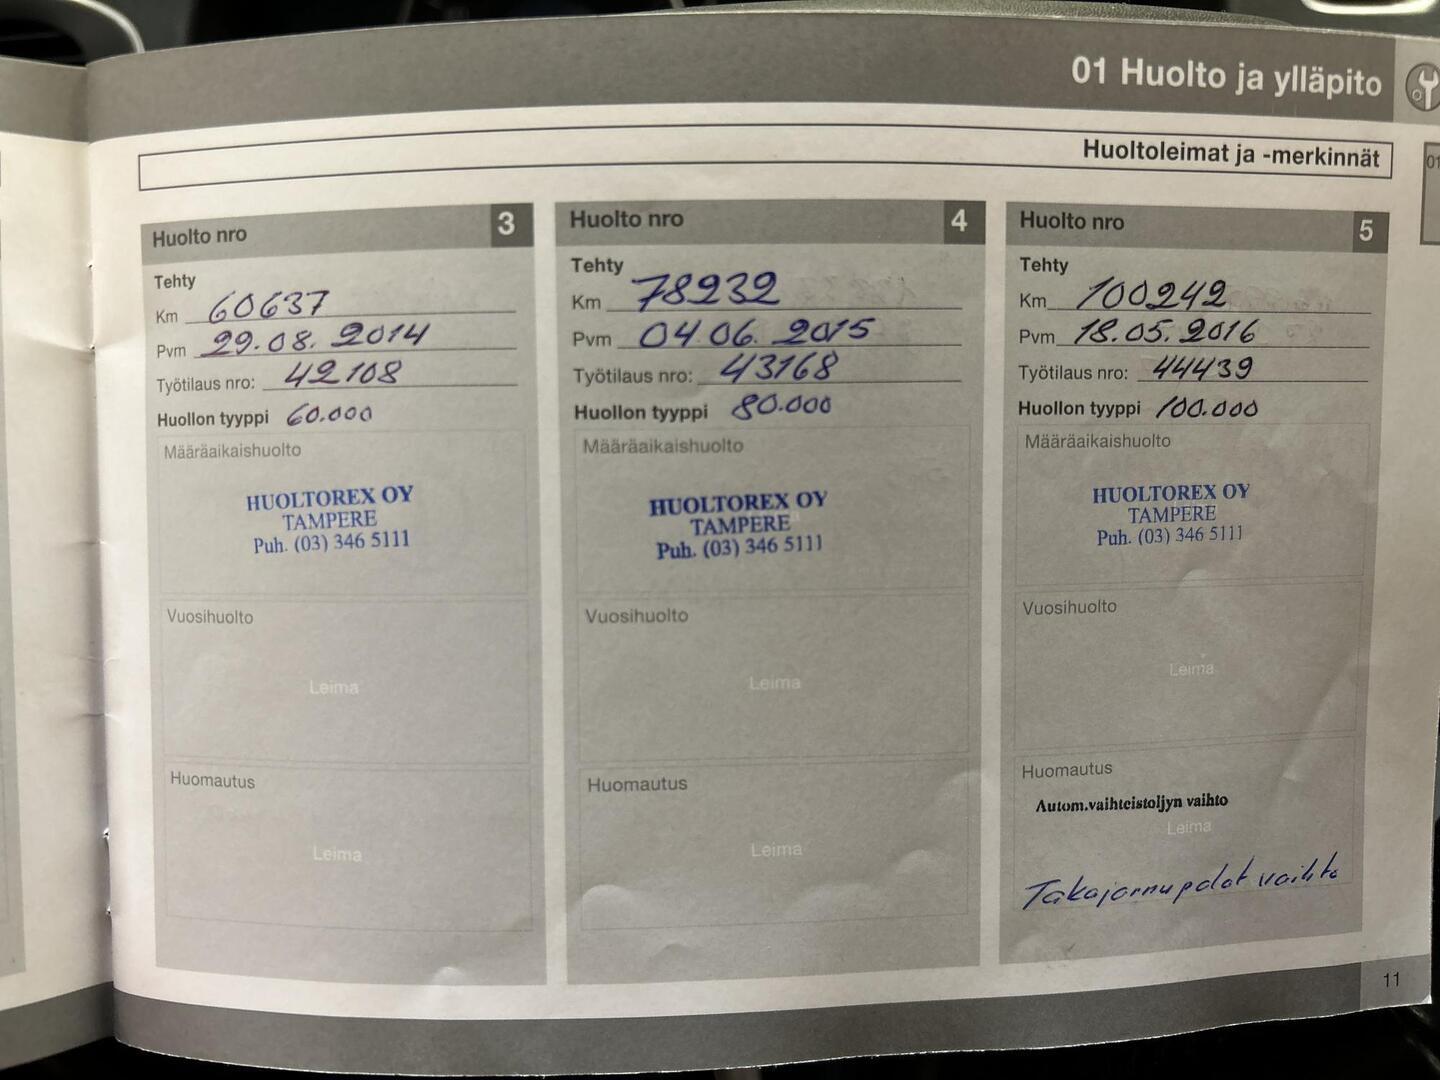 01 Huolto ja ylläpito
Huoltoleimat ja -merkinnät
01
Huolto nro 3
Tehty
Km 60637
Pvm 29.08. 2014
Työtilaus nro: 42108
Huollon tyyppi 60.000
Määräaikaishuolto
HUOLTOREX OY
TAMPERE
Puh. (03) 346 5111
Vuosihuolto
Leima
Huomautus
Leima
Huolto nro 4
Tehty
Km 78232
Pvm 04.06. 2015
Työtilaus nro: 43168
Huollon tyyppi 80.000
Määräaikaishuolto
HUOLTOREX OY
TAMPERE
Puh. (03) 346 5111
Vuosihuolto
Leima
Huomautus
Leima
Huolto nro 5
Tehty
Km 100242
Pvm 18.05. 2016
Työtilaus nro: 44439
Huollon tyyppi 100.000
Määräaikaishuolto
HUOLTOREX OY
TAMPERE
Puh. (03) 346 5111
Vuosihuolto
Leima
Huomautus
Autom.vaihteistoljyn vaihto
Leima
Takajarrupalat vaihto
11